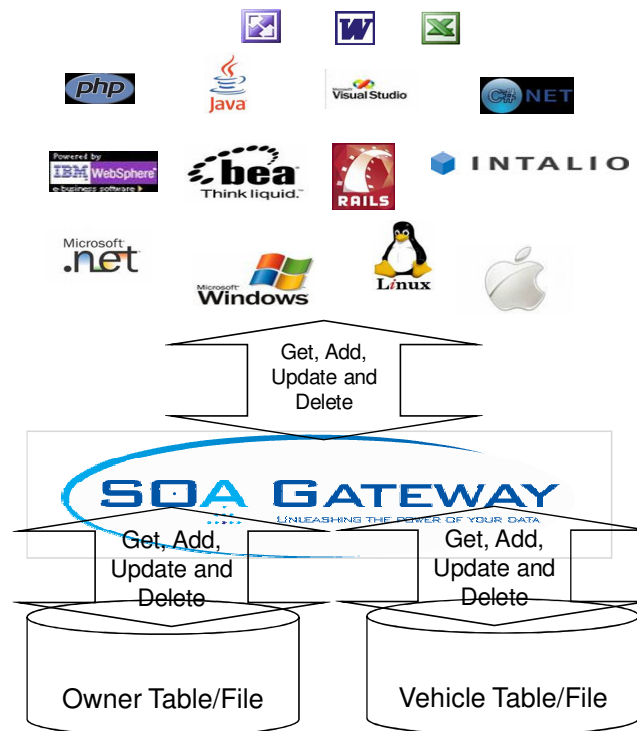 W
X
php
Java
Microsoft
Visual Studio
C# NET
Powered by
IBM WebSphere
e-business software
bea
Think liquid.™
RAILS
INTALIO
Microsoft
.net
Microsoft
Windows
Linux
Get, Add,
Update and
Delete
SOA GATEWAY
UNLEASHING THE POWER OF YOUR DATA
Get, Add,
Update and
Delete
Get, Add,
Update and
Delete
Owner Table/File
Vehicle Table/File